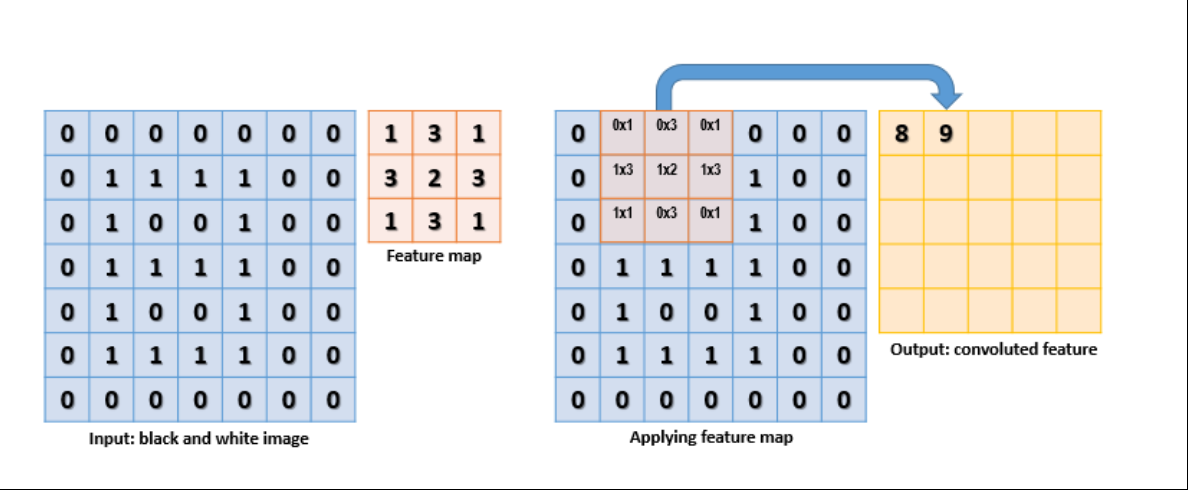 0 0 0 0 0 0 0
0 1 1 1 1 0 0
0 1 0 0 1 0 0
0 1 1 1 1 0 0
0 1 0 0 1 0 0
0 1 1 1 1 0 0
0 0 0 0 0 0 0
Input: black and white image
1 3 1
3 2 3
1 3 1
Feature map
0 0x1 0x3 0x1 0 0 0
0 1x3 1x2 1x3 1 0 0
0 1x1 0x3 0x1 1 0 0
0 1 1 1 1 0 0
0 1 0 0 1 0 0
0 1 1 1 1 0 0
0 0 0 0 0 0 0
Applying feature map
8 9
Output: convoluted feature